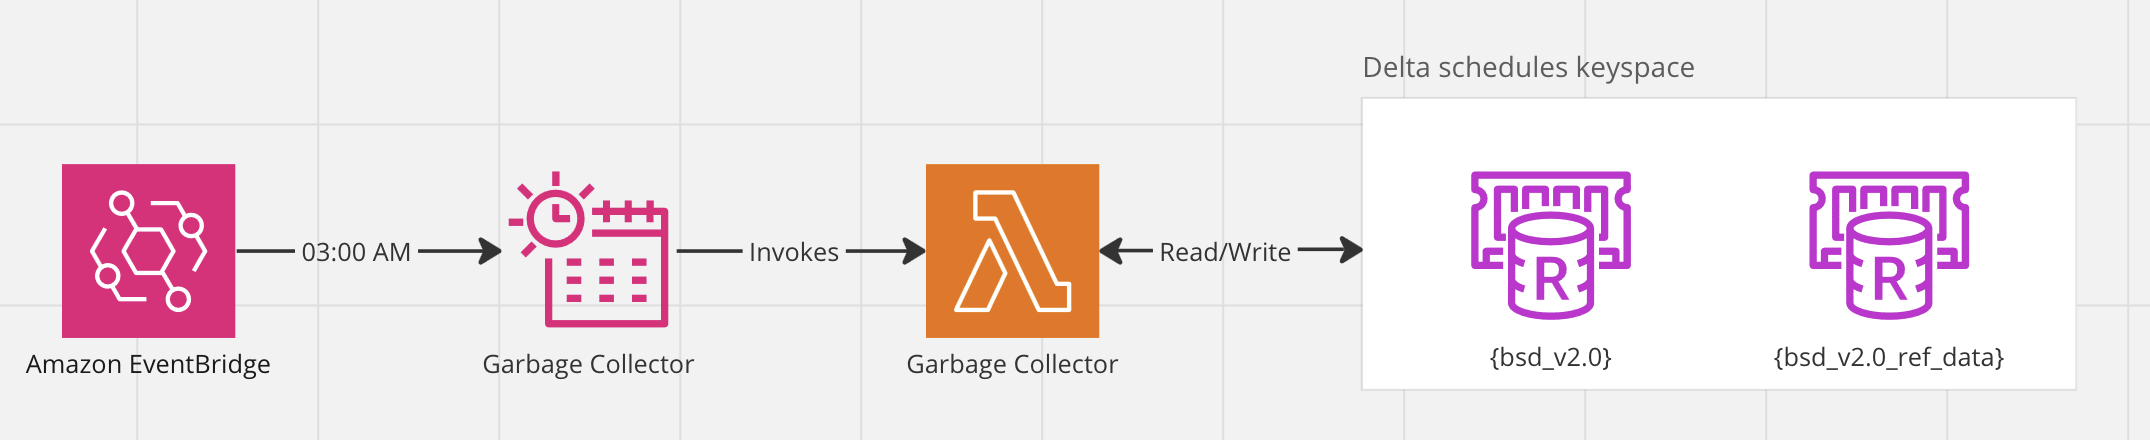 Delta schedules keyspace
03:00 AM
Invokes
Read/Write
R
R
Amazon EventBridge
Garbage Collector
Garbage Collector
{bsd_v2.0}
{bsd_v2.0_ref_data}